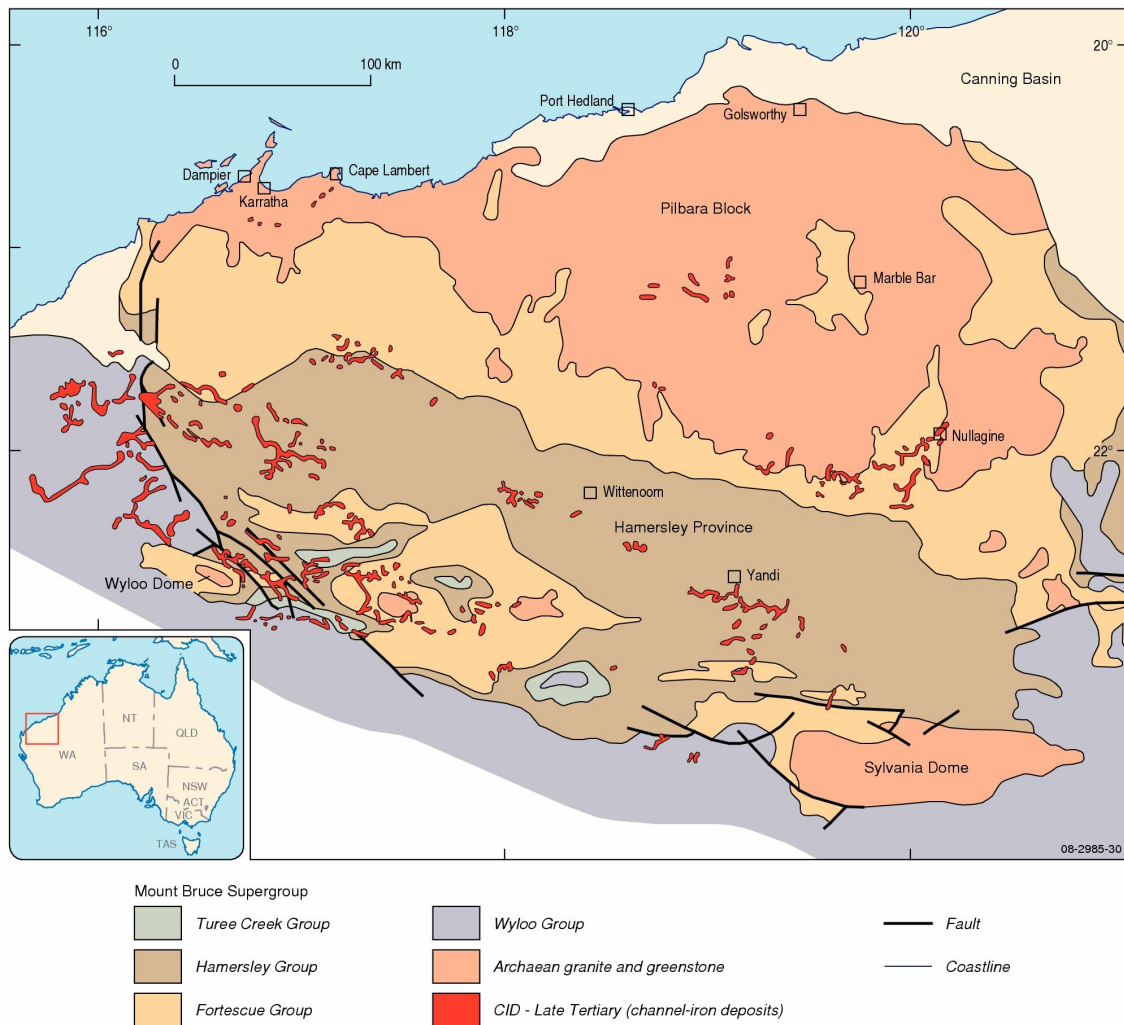 116°
118°
120°
20°
0
100 km
Canning Basin
Port Hedland
Golsworthy
Dampier
Cape Lambert
Karratha
Pilbara Block
Marble Bar
Nullagine
22°
Wittenoom
Hamersley Province
Wyloo Dome
Yandi
Sylvania Dome
NT
QLD
WA
SA
NSW
ACT
VIC
TAS
08-2985-30
Mount Bruce Supergroup
Turee Creek Group
Wyloo Group
Fault
Hamersley Group
Archaean granite and greenstone
Coastline
Fortescue Group
CID - Late Tertiary (channel-iron deposits)